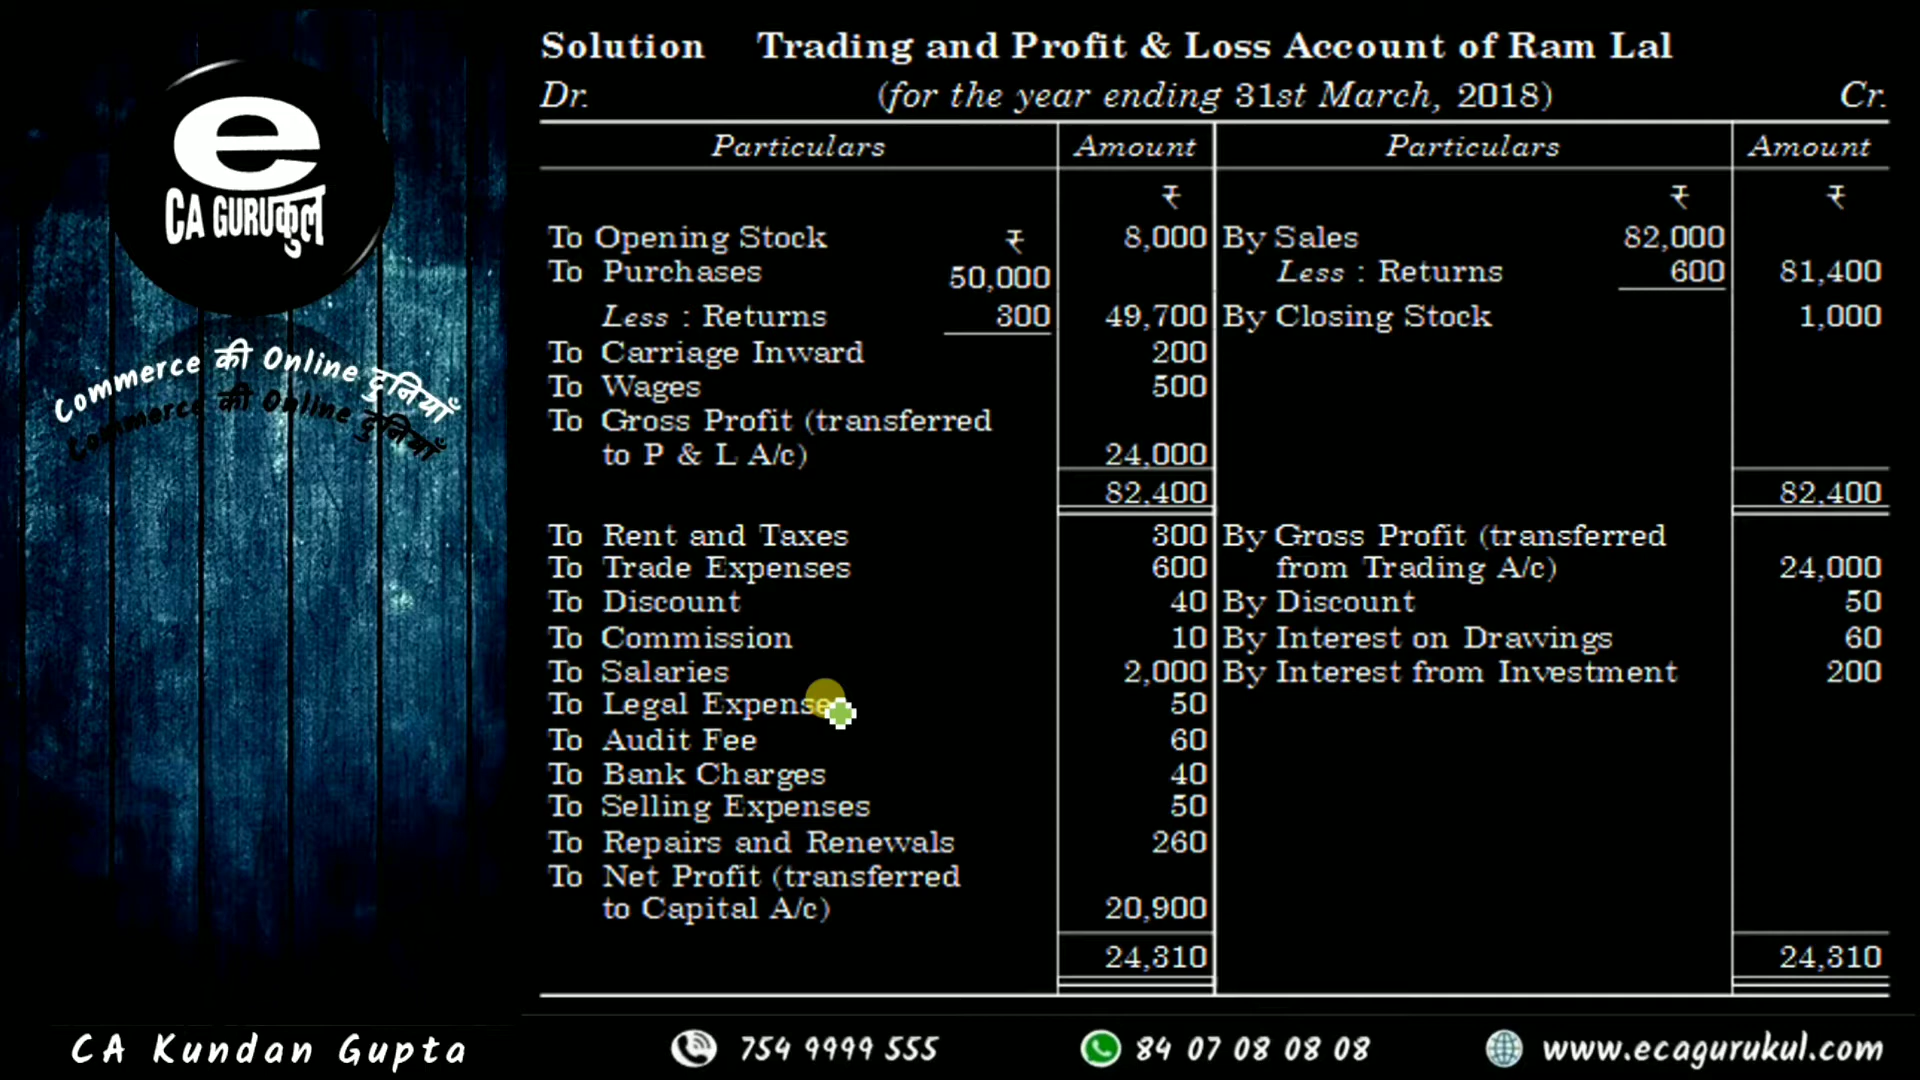 e
CA GURUकुल
Commerce की Online दुनियाँ
Commerce की Online दुनियाँ
Solution Trading and Profit & Loss Account of Ram Lal
Dr. (for the year ending 31st March, 2018) Cr.
Particulars Amount Particulars Amount
₹ ₹ ₹
To Opening Stock ₹ 8,000 By Sales 82,000
To Purchases 50,000 Less : Returns 600 81,400
Less : Returns 300 49,700 By Closing Stock 1,000
To Carriage Inward 200
To Wages 500
To Gross Profit (transferred
to P & L A/c) 24,000
82,400 82,400
To Rent and Taxes 300 By Gross Profit (transferred
To Trade Expenses 600 from Trading A/c) 24,000
To Discount 40 By Discount 50
To Commission 10 By Interest on Drawings 60
To Salaries 2,000 By Interest from Investment 200
To Legal Expense 50
To Audit Fee 60
To Bank Charges 40
To Selling Expenses 50
To Repairs and Renewals 260
To Net Profit (transferred
to Capital A/c) 20,900
24,310 24,310
CA Kundan Gupta 754 9999 555 84 07 08 08 08 www.ecagurukul.com